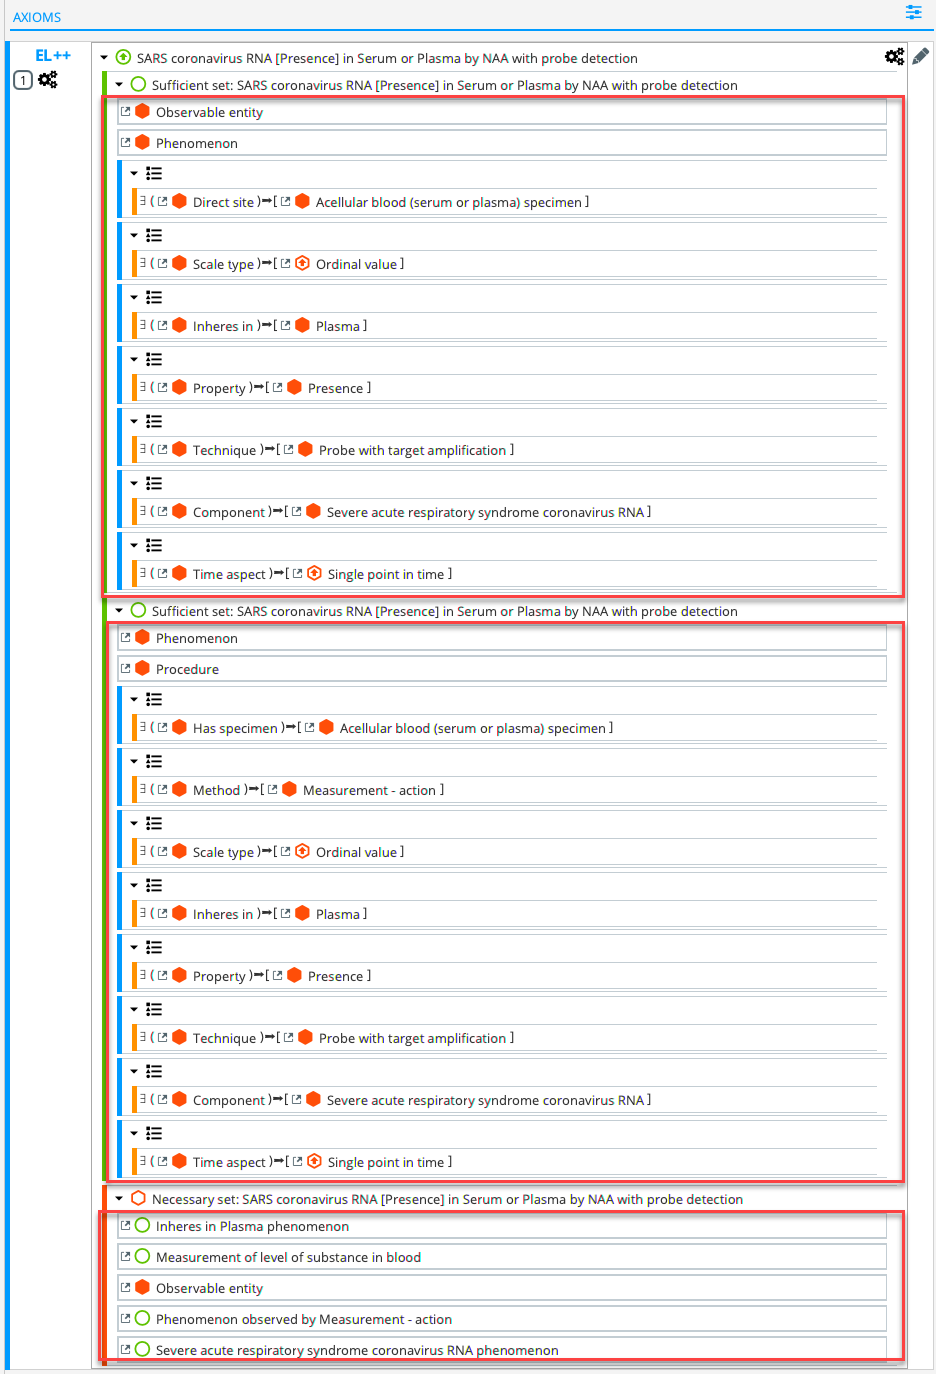 AXIOMS
EL++
1
SARS coronavirus RNA [Presence] in Serum or Plasma by NAA with probe detection
Sufficient set: SARS coronavirus RNA [Presence] in Serum or Plasma by NAA with probe detection
Observable entity
Phenomenon
∃ ( Direct site )➞[ Acellular blood (serum or plasma) specimen ]
∃ ( Scale type )➞[ Ordinal value ]
∃ ( Inheres in )➞[ Plasma ]
∃ ( Property )➞[ Presence ]
∃ ( Technique )➞[ Probe with target amplification ]
∃ ( Component )➞[ Severe acute respiratory syndrome coronavirus RNA ]
∃ ( Time aspect )➞[ Single point in time ]
Sufficient set: SARS coronavirus RNA [Presence] in Serum or Plasma by NAA with probe detection
Phenomenon
Procedure
∃ ( Has specimen )➞[ Acellular blood (serum or plasma) specimen ]
∃ ( Method )➞[ Measurement - action ]
∃ ( Scale type )➞[ Ordinal value ]
∃ ( Inheres in )➞[ Plasma ]
∃ ( Property )➞[ Presence ]
∃ ( Technique )➞[ Probe with target amplification ]
∃ ( Component )➞[ Severe acute respiratory syndrome coronavirus RNA ]
∃ ( Time aspect )➞[ Single point in time ]
Necessary set: SARS coronavirus RNA [Presence] in Serum or Plasma by NAA with probe detection
Inheres in Plasma phenomenon
Measurement of level of substance in blood
Observable entity
Phenomenon observed by Measurement - action
Severe acute respiratory syndrome coronavirus RNA phenomenon